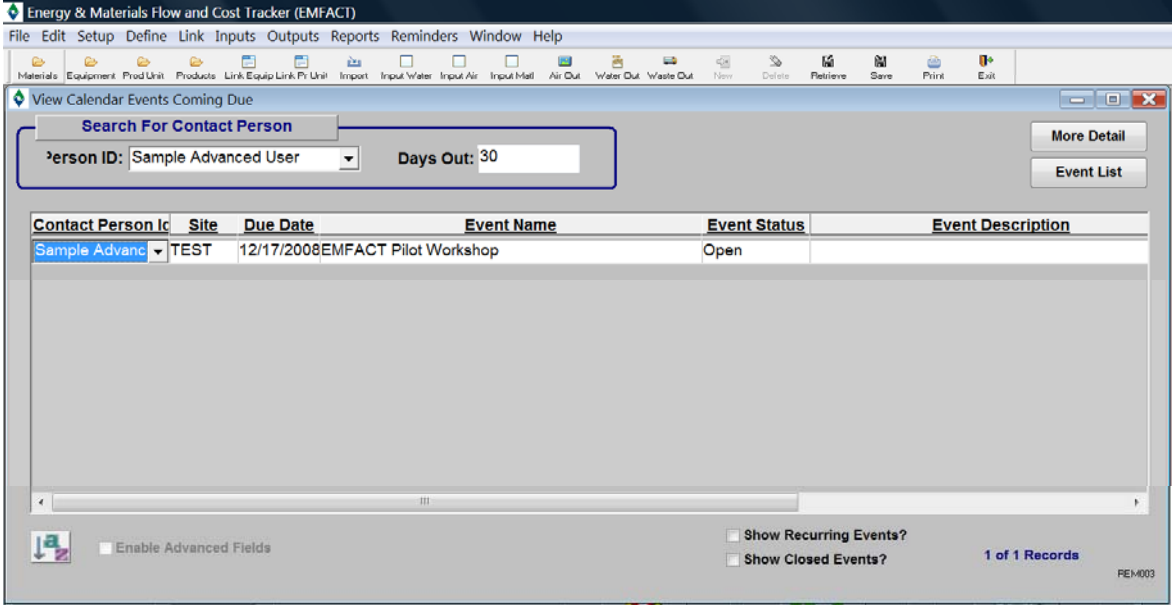 Energy & Materials Flow and Cost Tracker (EMFACT)
File Edit Setup Define Link Inputs Outputs Reports Reminders Window Help
Materials Equipment Prod Unit Products Link Equip Link Pr Unit Import Input Water Input Air Input Matl Air Out Water Out Waste Out New Delete Retrieve Save Print Exit
View Calendar Events Coming Due
Search For Contact Person
Person ID: Sample Advanced User Days Out: 30
More Detail
Event List
Contact Person Id Site Due Date Event Name Event Status Event Description
Sample Advanc TEST 12/17/2008 EMFACT Pilot Workshop Open
Enable Advanced Fields
Show Recurring Events?
Show Closed Events?
1 of 1 Records
REM003